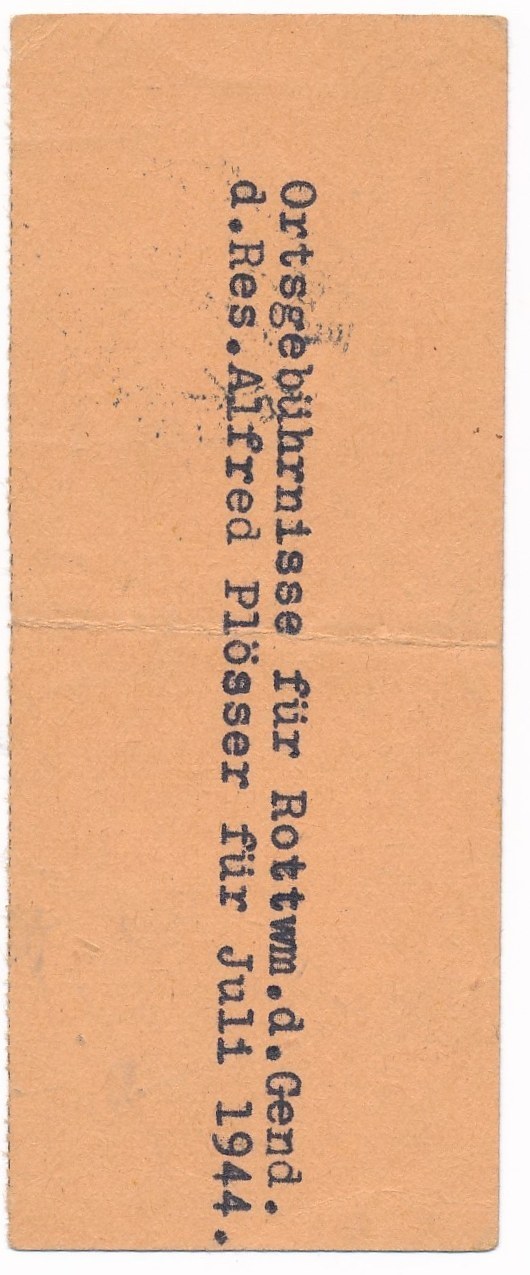 Ortsgebührnisse für Rottwm.d.Gend.
d.Res.Alfred Plösser für Juli 1944.